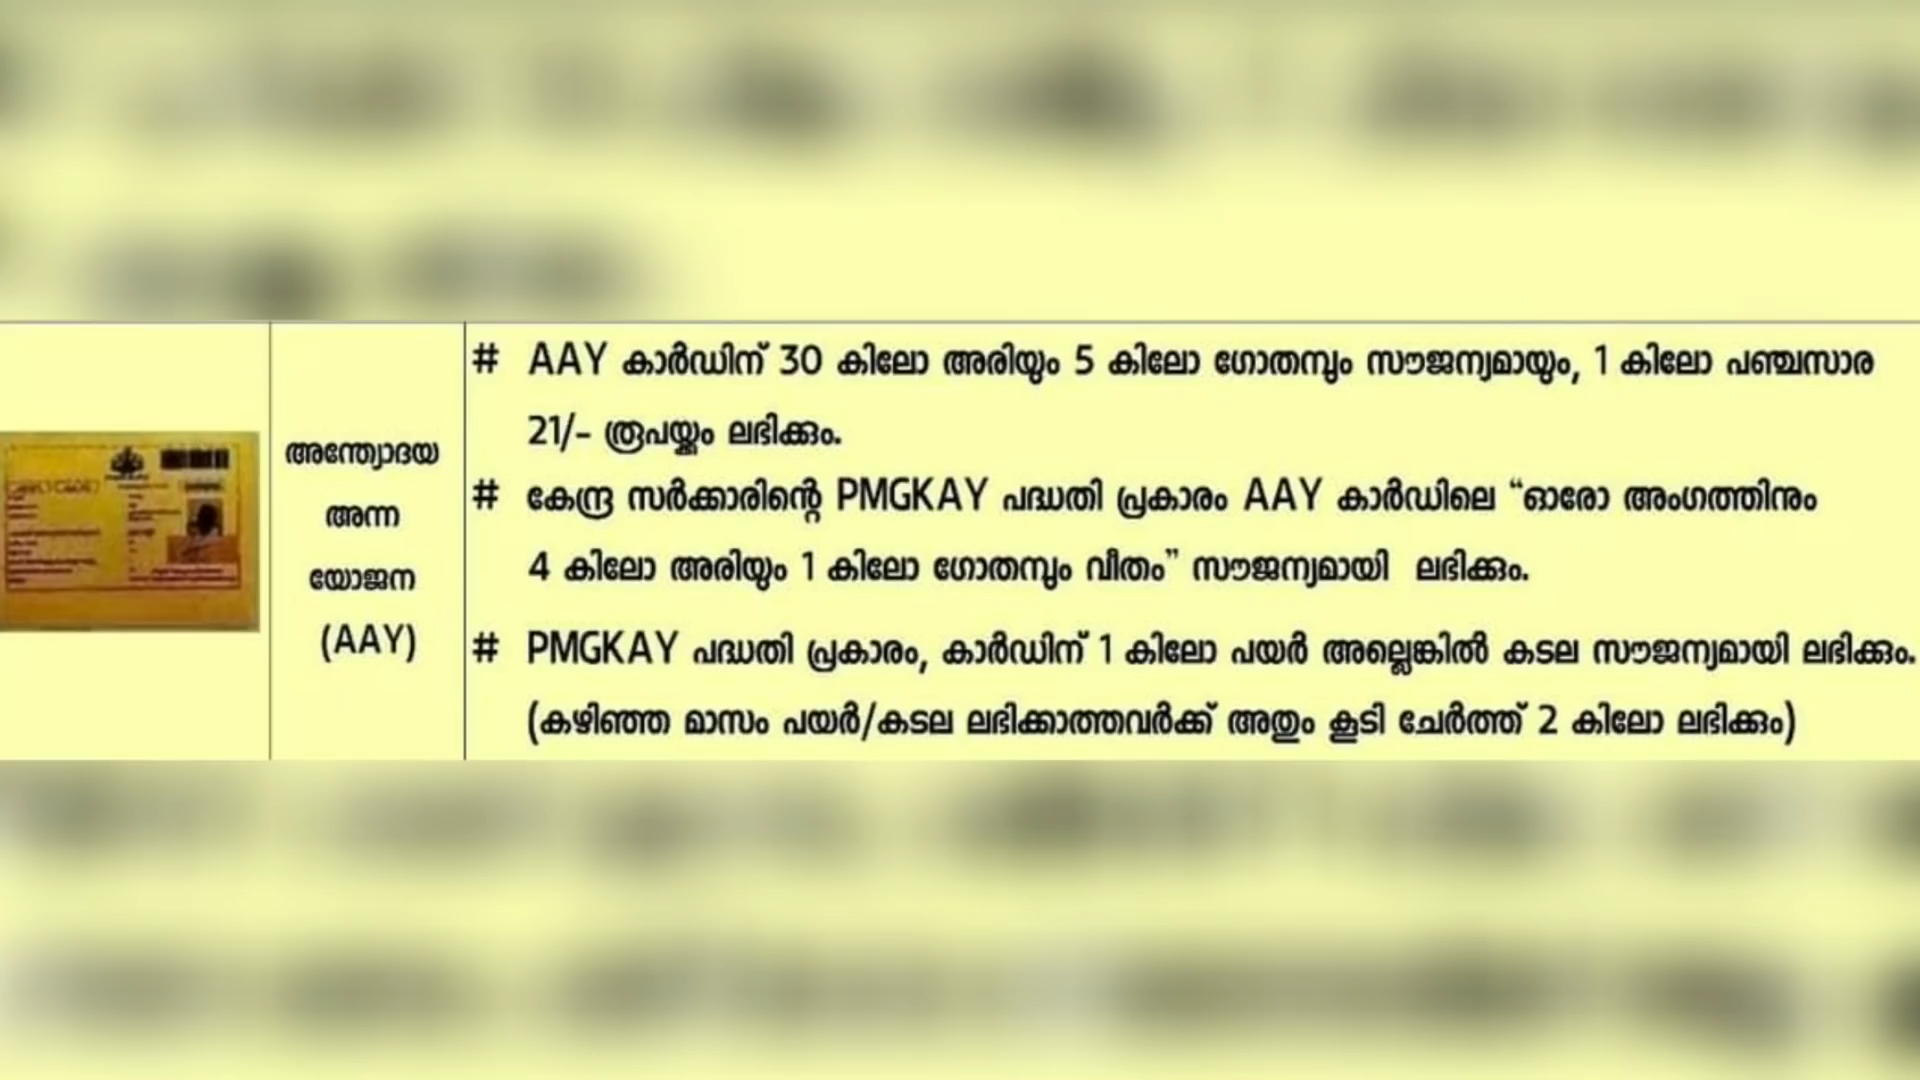 അന്ത്യോദയ
അന്ന
യോജന
(AAY)
# AAY കാർഡിന് 30 കിലോ അരിയും 5 കിലോ ഗോതമ്പും സൗജന്യമായും, 1 കിലോ പഞ്ചസാര
21/- രൂപയ്ക്കും ലഭിക്കും.
# കേന്ദ്ര സർക്കാരിന്റെ PMGKAY പദ്ധതി പ്രകാരം AAY കാർഡിലെ “ഓരോ അംഗത്തിനും
4 കിലോ അരിയും 1 കിലോ ഗോതമ്പും വീതം” സൗജന്യമായി ലഭിക്കും.
# PMGKAY പദ്ധതി പ്രകാരം, കാർഡിന് 1 കിലോ പയർ അല്ലെങ്കിൽ കടല സൗജന്യമായി ലഭിക്കും.
(കഴിഞ്ഞ മാസം പയർ/കടല ലഭിക്കാത്തവർക്ക് അതും കൂടി ചേർത്ത് 2 കിലോ ലഭിക്കും)